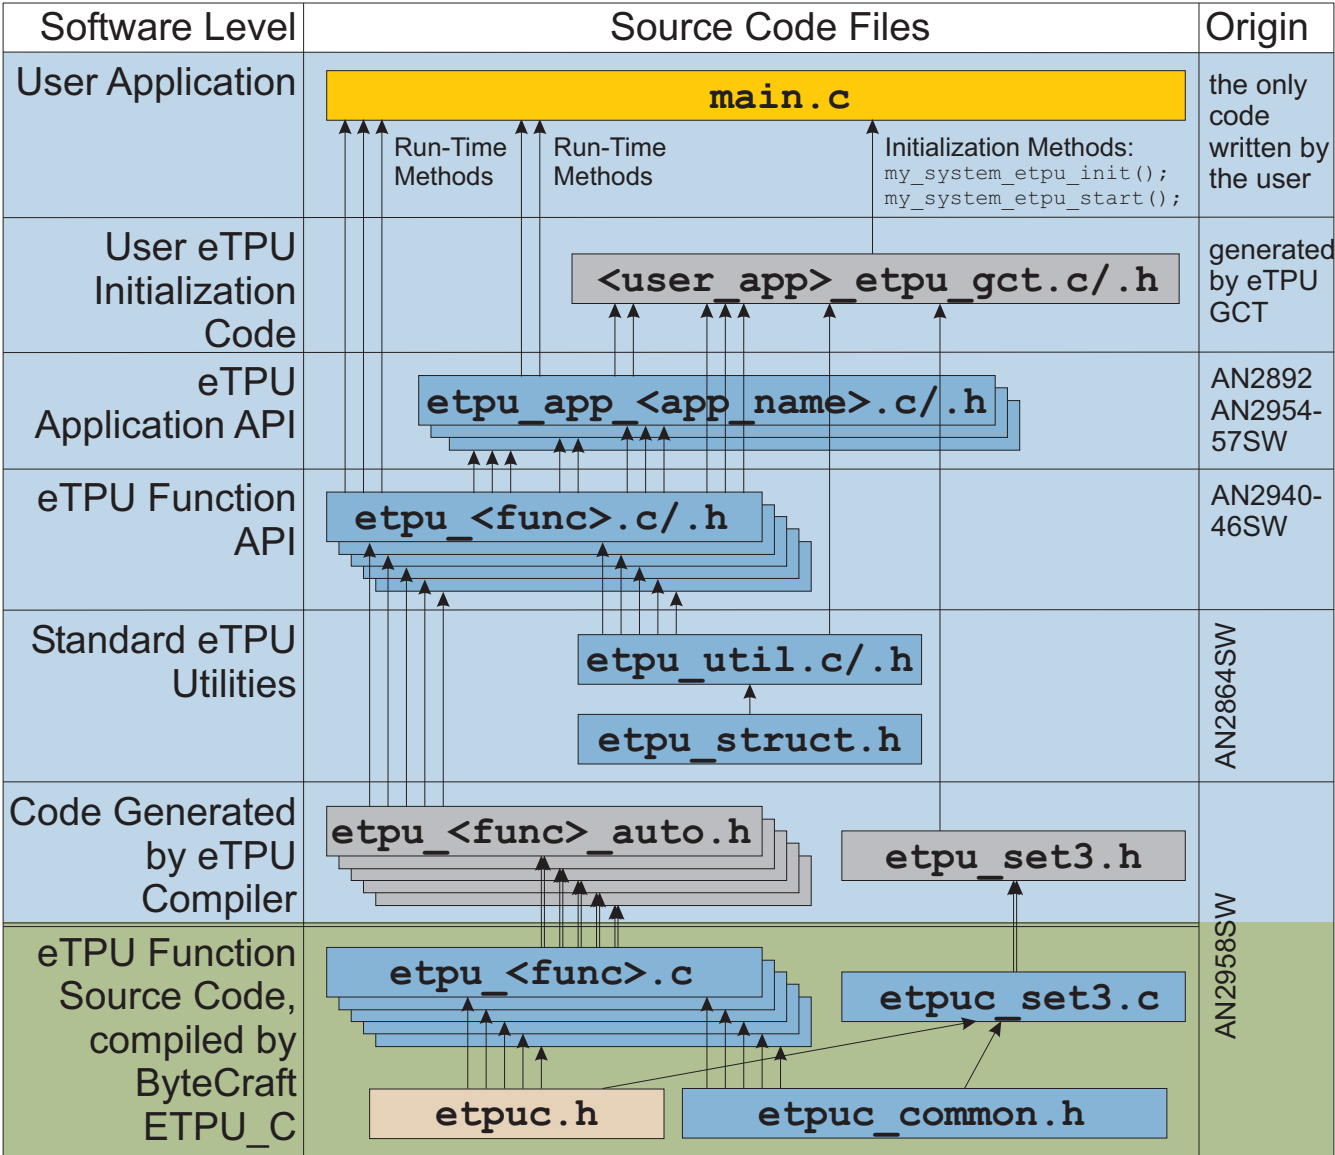 Software Level
Source Code Files
Origin
User Application
main.c
the only
code
written by
the user
Run-Time
Methods
Run-Time
Methods
Initialization Methods:
my_system_etpu_init();
my_system_etpu_start();
User eTPU
Initialization
Code
<user_app>_etpu_gct.c/.h
generated
by eTPU
GCT
eTPU
Application API
etpu_app_<app_name>.c/.h
AN2892
AN2954-
57SW
eTPU Function
API
etpu_<func>.c/.h
AN2940-
46SW
Standard eTPU
Utilities
etpu_util.c/.h
etpu_struct.h
AN2864SW
Code Generated
by eTPU
Compiler
etpu_<func>_auto.h
etpu_set3.h
AN2958SW
eTPU Function
Source Code,
compiled by
ByteCraft
ETPU_C
etpu_<func>.c
etpuc_set3.c
etpuc.h
etpuc_common.h